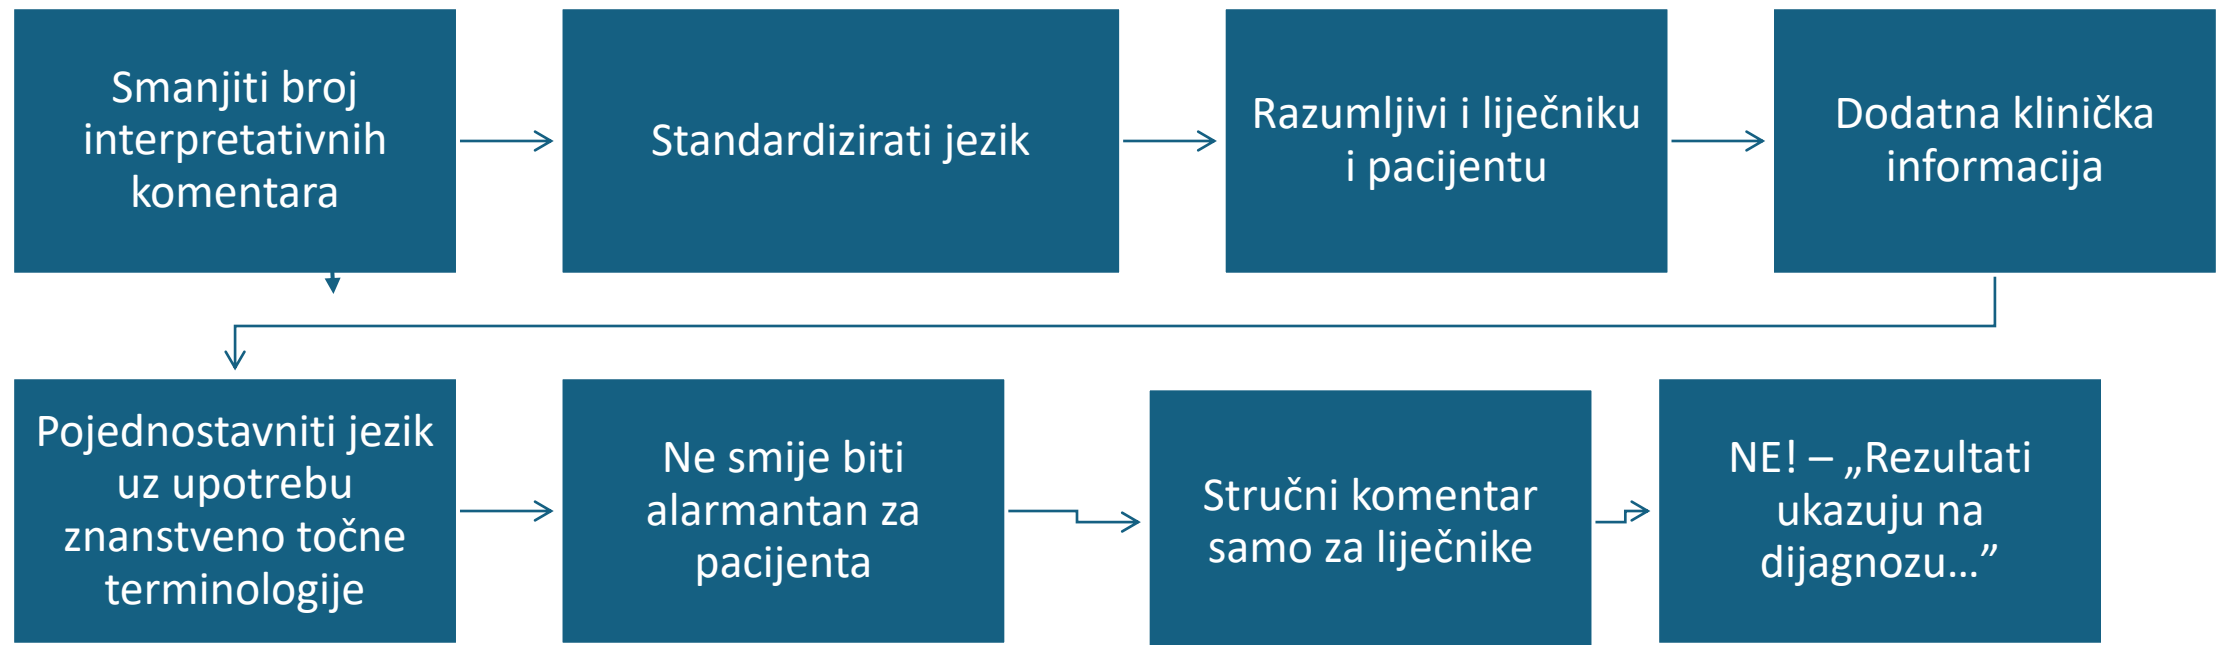 Smanjiti broj
interpretativnih
komentara
Standardizirati jezik
Razumljivi i liječniku
i pacijentu
Dodatna klinička
informacija
Pojednostavniti jezik
uz upotrebu
znanstveno točne
terminologije
Ne smije biti
alarmantan za
pacijenta
Stručni komentar
samo za liječnike
NE! – „Rezultati
ukazuju na
dijagnozu…”